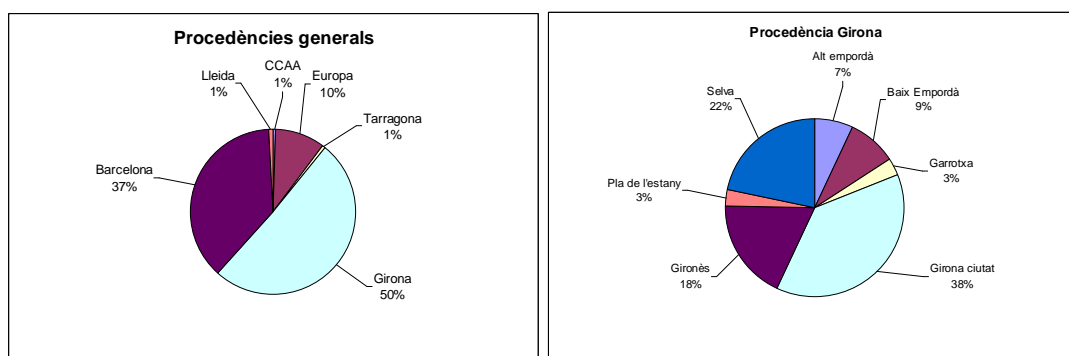 Procedències generals
CCAA
1%
Europa
10%
Lleida
1%
Tarragona
1%
Barcelona
37%
Girona
50%
Procedència Girona
Alt empordà
7%
Baix Empordà
9%
Selva
22%
Garrotxa
3%
Pla de l'estany
3%
Gironès
18%
Girona ciutat
38%